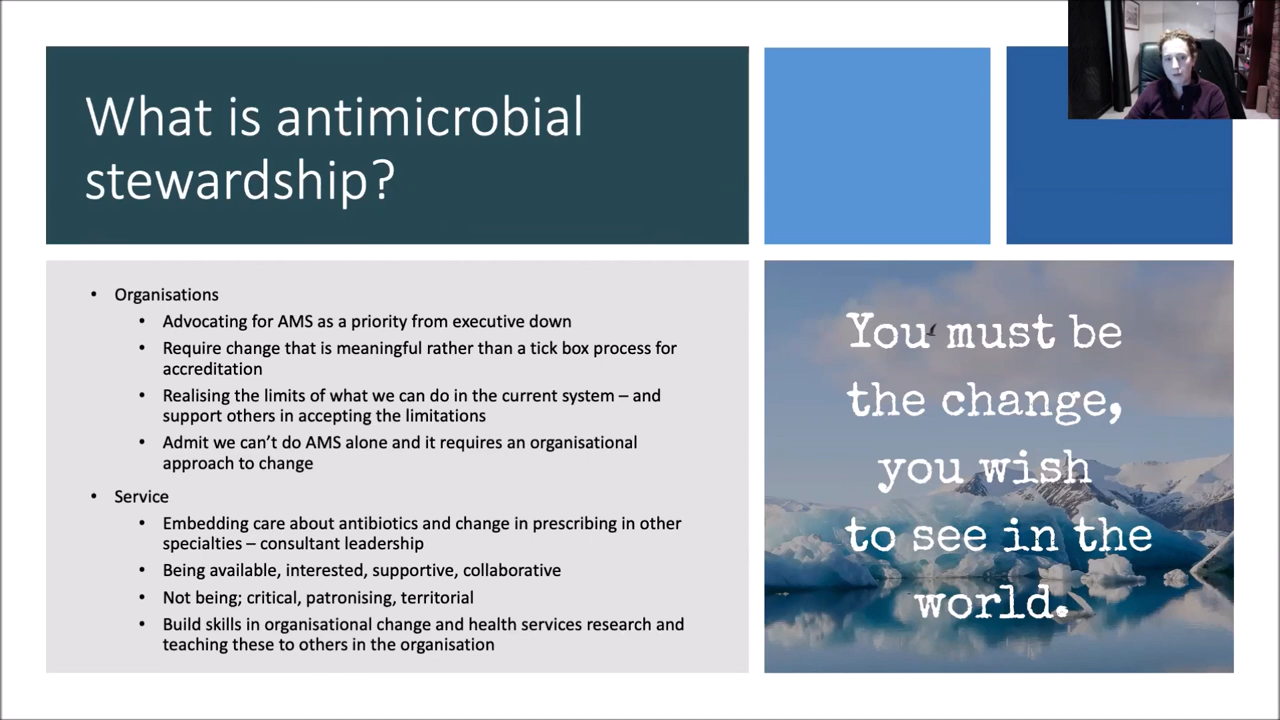 What is antimicrobial
stewardship?
• Organisations
• Advocating for AMS as a priority from executive down
• Require change that is meaningful rather than a tick box process for
accreditation
• Realising the limits of what we can do in the current system – and
support others in accepting the limitations
• Admit we can't do AMS alone and it requires an organisational
approach to change
• Service
• Embedding care about antibiotics and change in prescribing in other
specialties – consultant leadership
• Being available, interested, supportive, collaborative
• Not being; critical, patronising, territorial
• Build skills in organisational change and health services research and
teaching these to others in the organisation
You must be
the change,
you wish
to see in the
world.